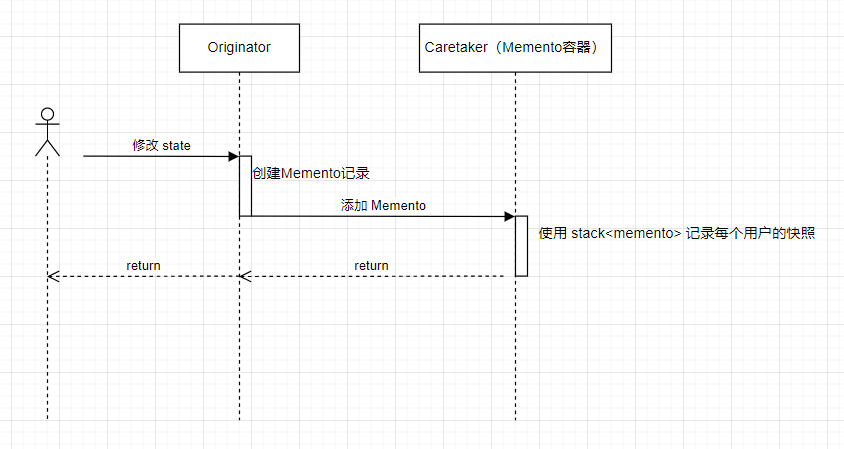 Originator
Caretaker（Memento容器）
修改 state
创建Memento记录
添加 Memento
使用 stack<memento> 记录每个用户的快照
return
return